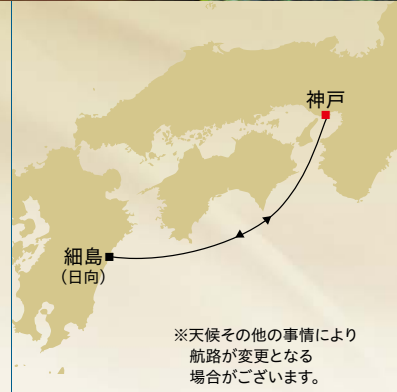 神戸
細島
(日向)
※天候その他の事情により
航路が変更となる
場合がございます。